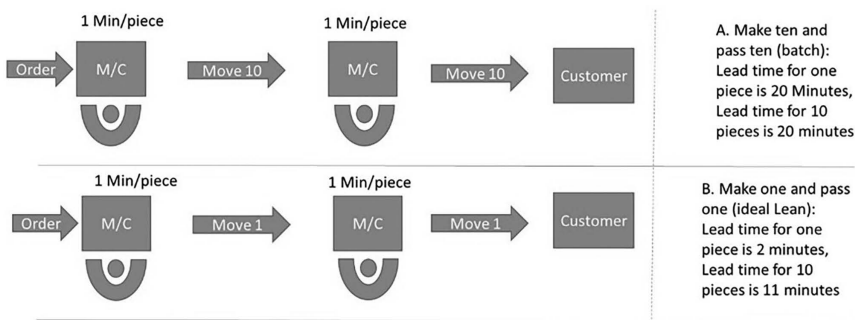 1 Min/piece
1 Min/piece
Order
M/C
Move 10
M/C
Move 10
Customer
A. Make ten and
pass ten (batch):
Lead time for one
piece is 20 Minutes,
Lead time for 10
pieces is 20 minutes
1 Min/piece
1 Min/piece
Order
M/C
Move 1
M/C
Move 1
Customer
B. Make one and pass
one (ideal Lean):
Lead time for one
piece is 2 minutes,
Lead time for 10
pieces is 11 minutes